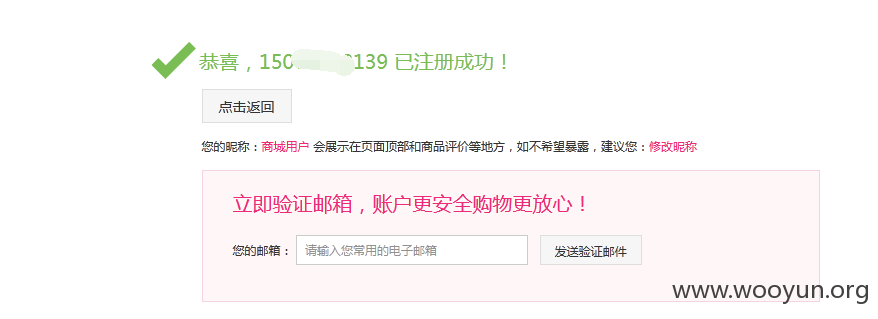 恭喜，150 3139 已注册成功！
点击返回
您的昵称：商城用户 会展示在页面顶部和商品评价等地方，如不希望暴露，建议您：修改昵称
立即验证邮箱，账户更安全购物更放心！
您的邮箱： 请输入您常用的电子邮箱 发送验证邮件
www.wooyun.org